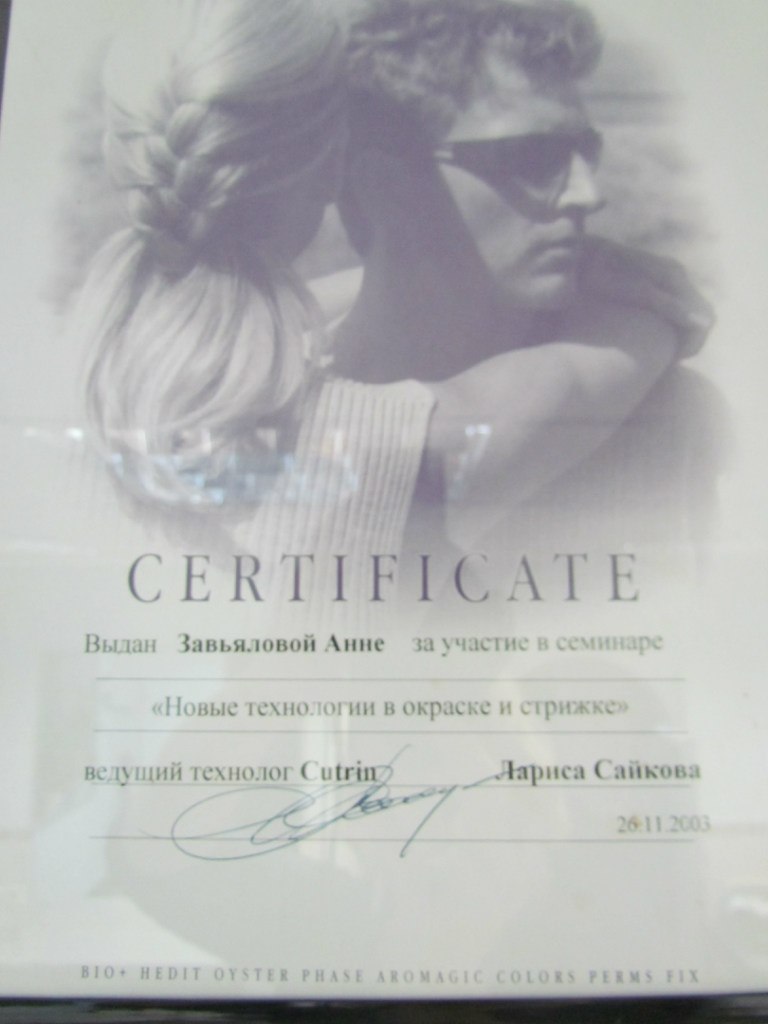 CERTIFICATE
Выдан Завьяловой Анне за участие в семинаре
«Новые технологии в окраске и стрижке»
ведущий технолог Cutrin Лариса Сайкова
26.11.2003
BIO+ HEDIT OYSTER PHASE AROMAGIC COLORS PERMS FIX